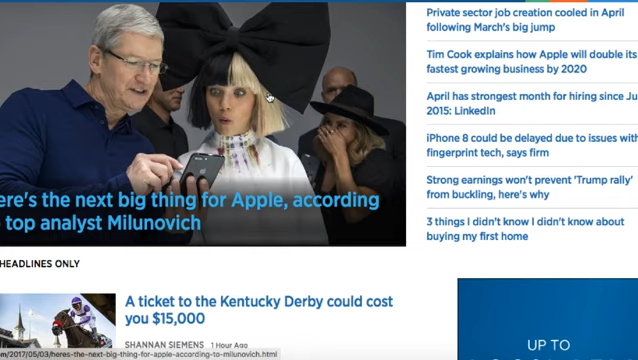 ere's the next big thing for Apple, according
top analyst Milunovich
HEADLINES ONLY
A ticket to the Kentucky Derby could cost
you $15,000
SHANNAN SIEMENS 1 Hour Ago
om/2017/05/03/heres-the-next-big-thing-for-apple-according-to-milunovich.html
Private sector job creation cooled in April
following March's big jump
Tim Cook explains how Apple will double its
fastest growing business by 2020
April has strongest month for hiring since Ju
2015: LinkedIn
iPhone 8 could be delayed due to issues with
fingerprint tech, says firm
Strong earnings won't prevent 'Trump rally'
from buckling, here's why
3 things I didn't know I didn't know about
buying my first home
UP TO